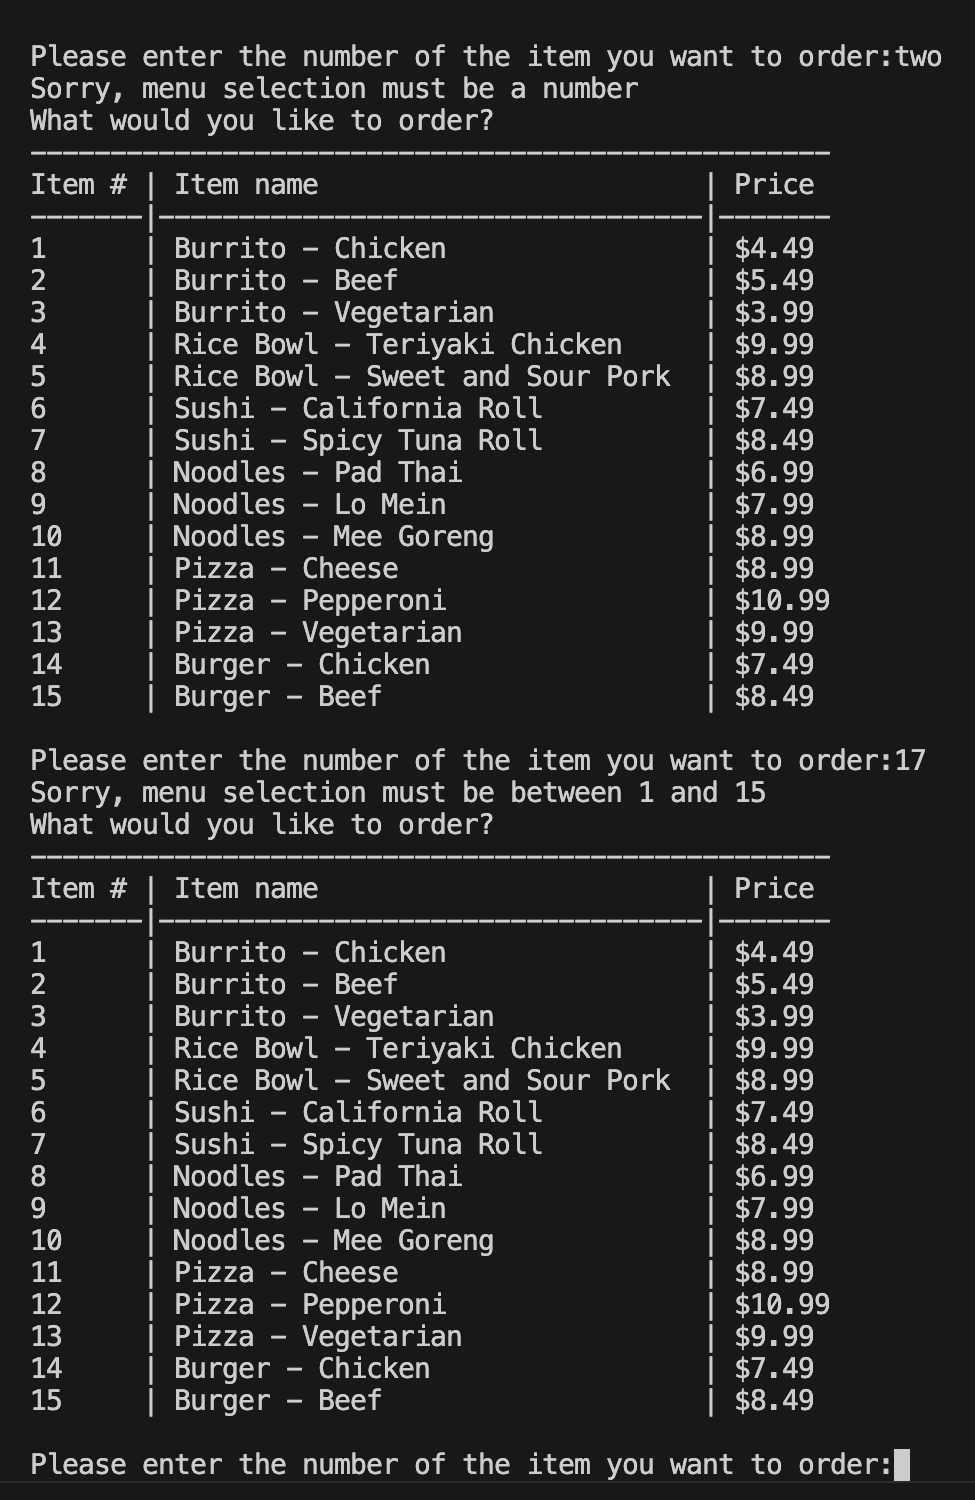 Please enter the number of the item you want to order:two
Sorry, menu selection must be a number
What would you like to order?
--------------------------------------------------
Item # | Item name                        | Price
-------|----------------------------------|-------
1      | Burrito - Chicken                | $4.49
2      | Burrito - Beef                   | $5.49
3      | Burrito - Vegetarian             | $3.99
4      | Rice Bowl - Teriyaki Chicken     | $9.99
5      | Rice Bowl - Sweet and Sour Pork  | $8.99
6      | Sushi - California Roll          | $7.49
7      | Sushi - Spicy Tuna Roll          | $8.49
8      | Noodles - Pad Thai               | $6.99
9      | Noodles - Lo Mein                | $7.99
10     | Noodles - Mee Goreng             | $8.99
11     | Pizza - Cheese                   | $8.99
12     | Pizza - Pepperoni                | $10.99
13     | Pizza - Vegetarian               | $9.99
14     | Burger - Chicken                 | $7.49
15     | Burger - Beef                    | $8.49

Please enter the number of the item you want to order:17
Sorry, menu selection must be between 1 and 15
What would you like to order?
--------------------------------------------------
Item # | Item name                        | Price
-------|----------------------------------|-------
1      | Burrito - Chicken                | $4.49
2      | Burrito - Beef                   | $5.49
3      | Burrito - Vegetarian             | $3.99
4      | Rice Bowl - Teriyaki Chicken     | $9.99
5      | Rice Bowl - Sweet and Sour Pork  | $8.99
6      | Sushi - California Roll          | $7.49
7      | Sushi - Spicy Tuna Roll          | $8.49
8      | Noodles - Pad Thai               | $6.99
9      | Noodles - Lo Mein                | $7.99
10     | Noodles - Mee Goreng             | $8.99
11     | Pizza - Cheese                   | $8.99
12     | Pizza - Pepperoni                | $10.99
13     | Pizza - Vegetarian               | $9.99
14     | Burger - Chicken                 | $7.49
15     | Burger - Beef                    | $8.49

Please enter the number of the item you want to order: